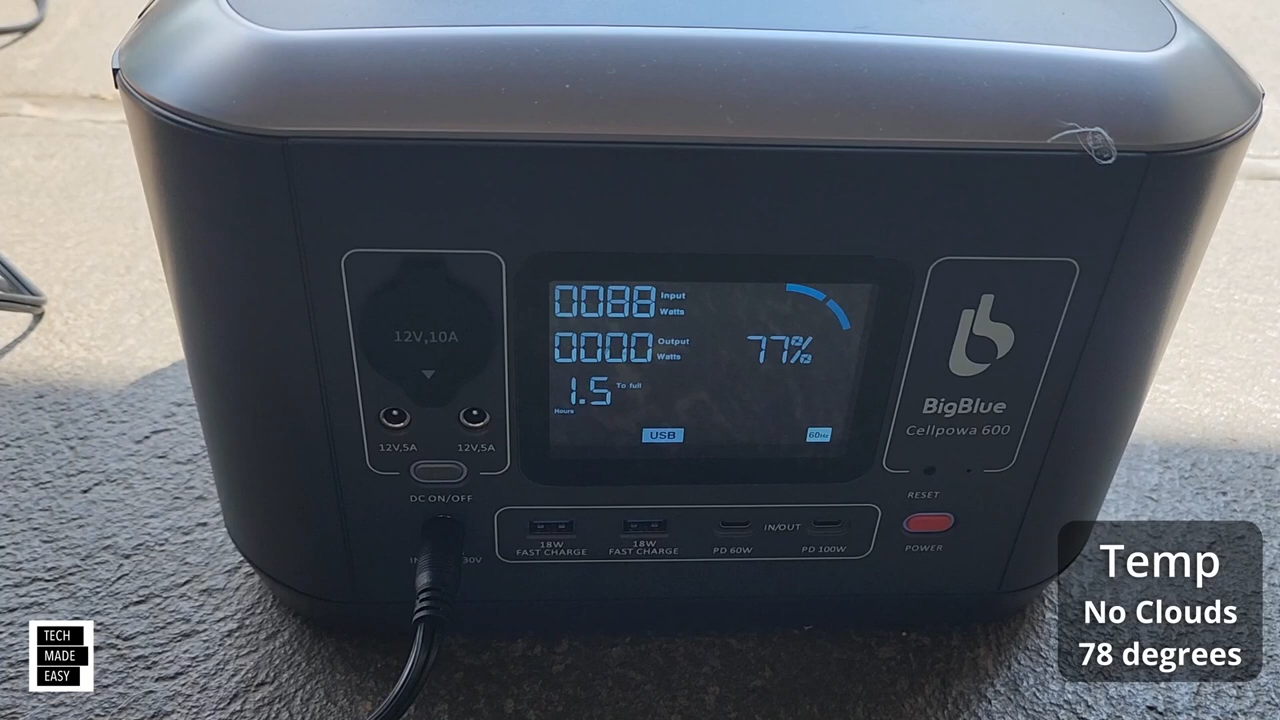 12V,10A
12V,5A
12V,5A
DC ON/OFF
30V
0088 Input
Watts
0000 Output
Watts
77%
1.5 To full
Hours
USB
60Hz
BigBlue
Cellpowa 600
RESET
POWER
18W
FAST CHARGE
18W
FAST CHARGE
PD 60W
IN/OUT
PD 100W
Temp
No Clouds
78 degrees
TECH
MADE
EASY